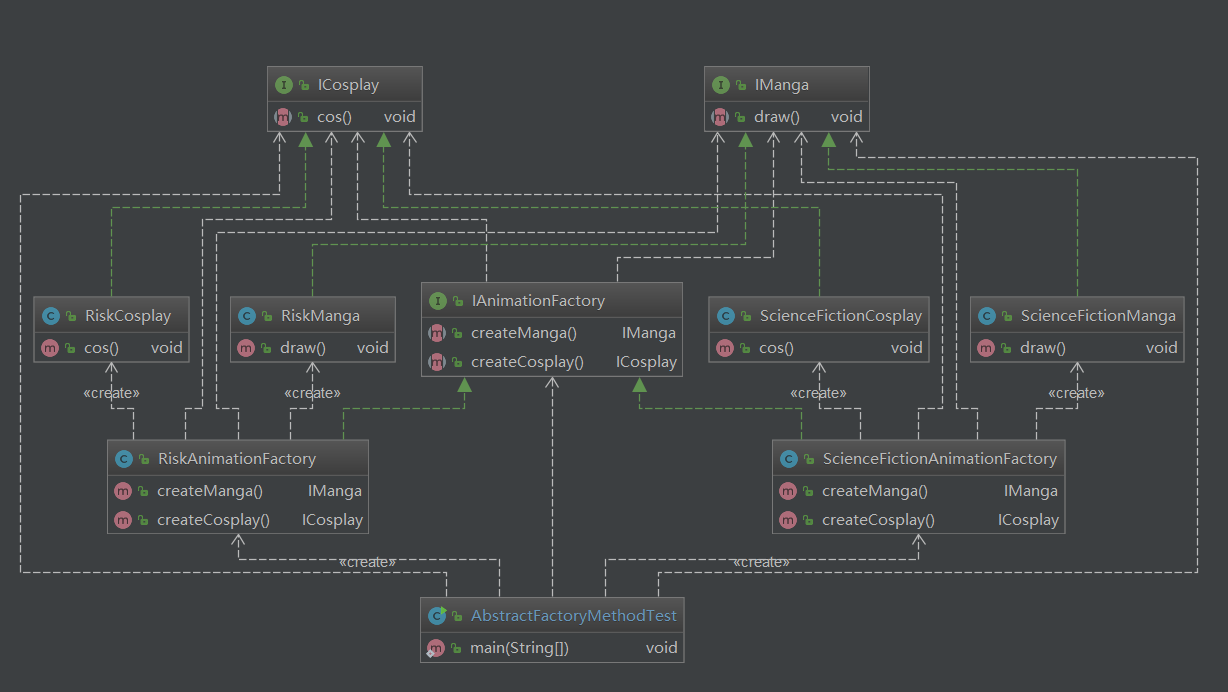 ICosplay
cos() void
IManga
draw() void
RiskCosplay
cos() void
RiskManga
draw() void
IAnimationFactory
createManga() IManga
createCosplay() ICosplay
ScienceFictionCosplay
cos() void
ScienceFictionManga
draw() void
«create»
«create»
«create»
«create»
RiskAnimationFactory
createManga() IManga
createCosplay() ICosplay
ScienceFictionAnimationFactory
createManga() IManga
createCosplay() ICosplay
«create»
«create»
AbstractFactoryMethodTest
main(String[]) void